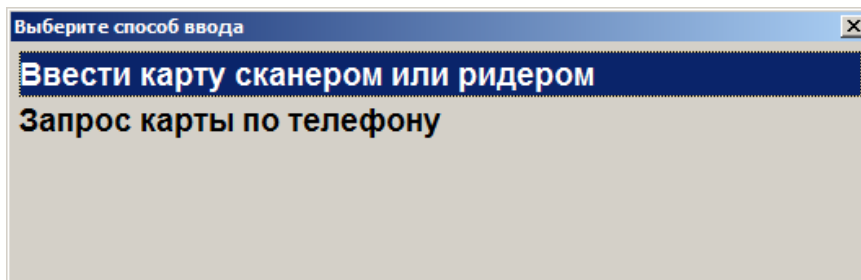 Выберите способ ввода
Ввести карту сканером или ридером
Запрос карты по телефону